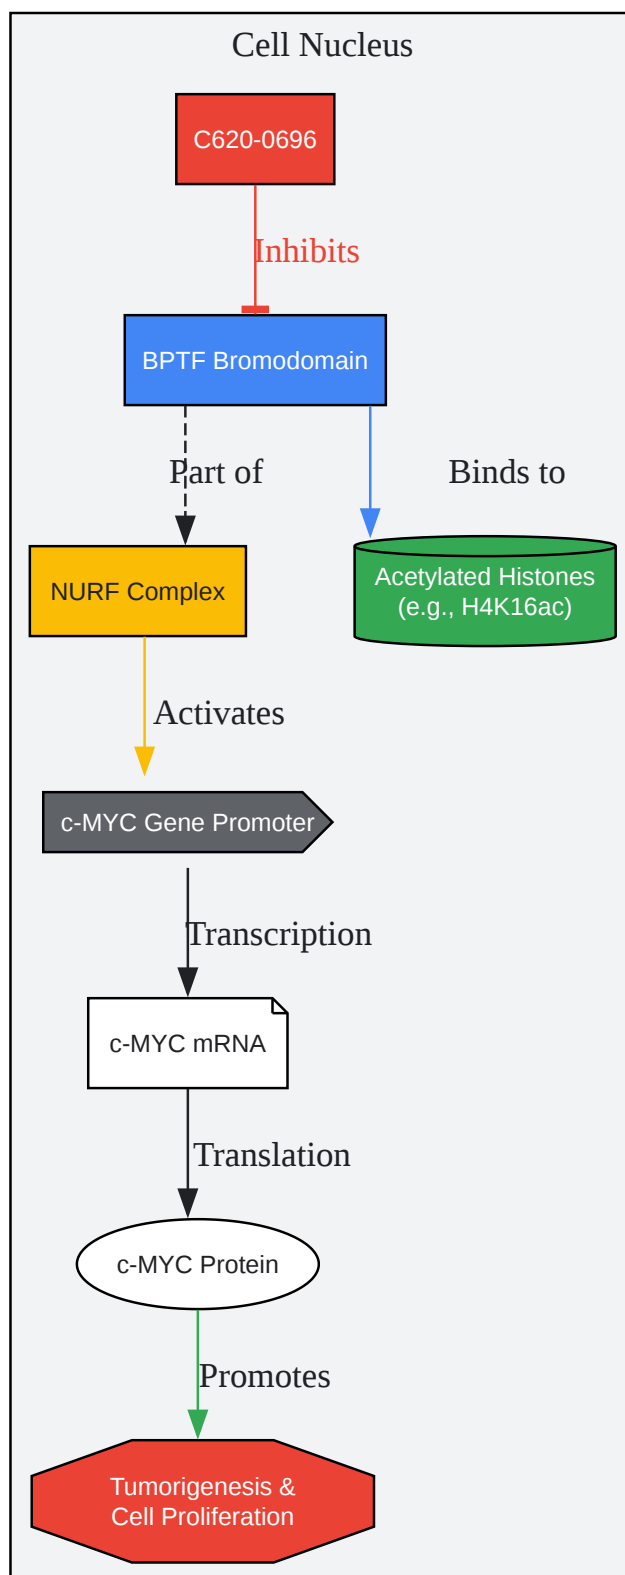 Cell Nucleus
C620-0696
Inhibits
BPTF Bromodomain
Part of
Binds to
NURF Complex
Acetylated Histones
(e.g., H4K16ac)
Activates
c-MYC Gene Promoter
Transcription
c-MYC mRNA
Translation
c-MYC Protein
Promotes
Tumorigenesis &
Cell Proliferation